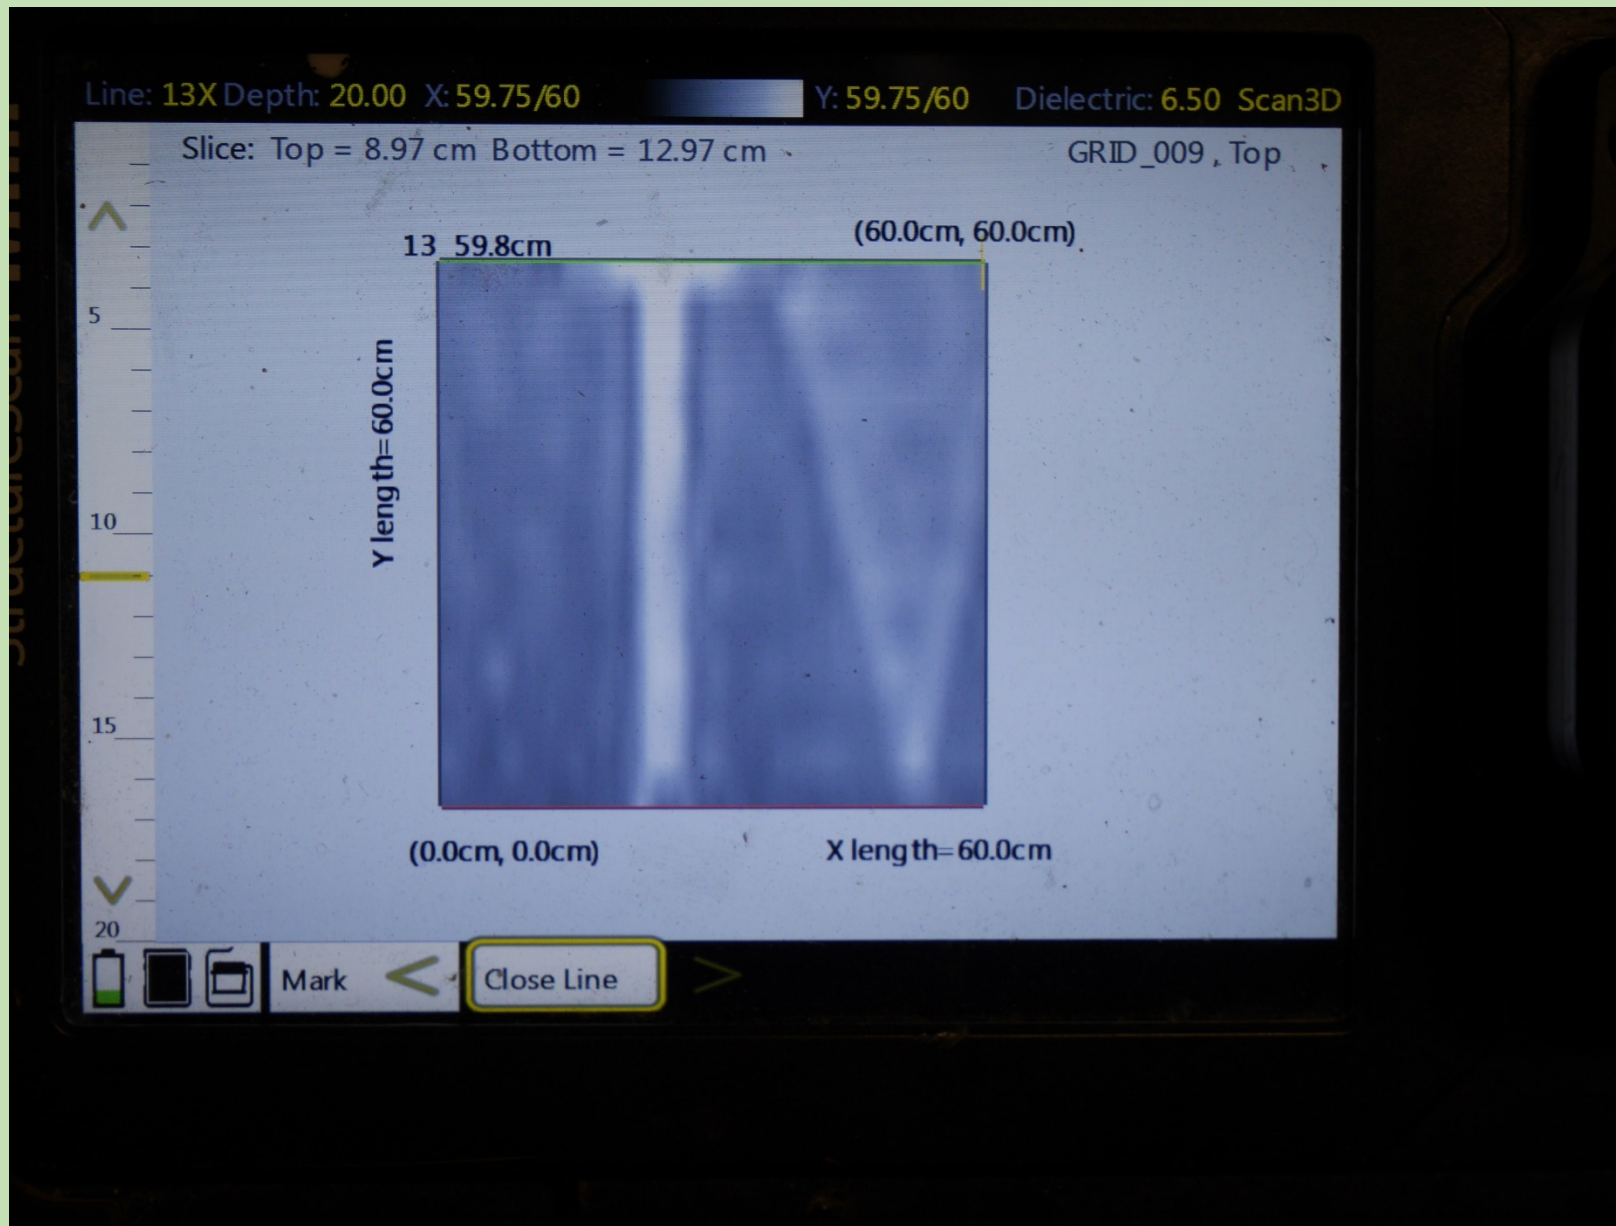 Line: 13X Depth: 20.00 X: 59.75/60 Y: 59.75/60 Dielectric: 6.50 Scan3D
Slice: Top = 8.97 cm Bottom = 12.97 cm GRID_009 , Top
13 59.8cm (60.0cm, 60.0cm)
Y length=60.0cm
5
10
15
20
(0.0cm, 0.0cm) X length=60.0cm
Mark < Close Line >